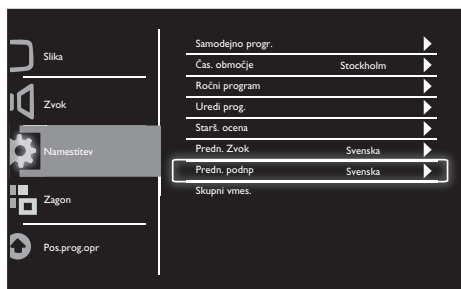 Slika
Zvok
Namestitev
Zagon
Pos.prog.opr
Samodejno progr.
Čas. območje Stockholm
Ročni program
Uredi prog.
Starš. ocena
Predn. Zvok Svenska
Predn. podnp Svenska
Skupni vmes.